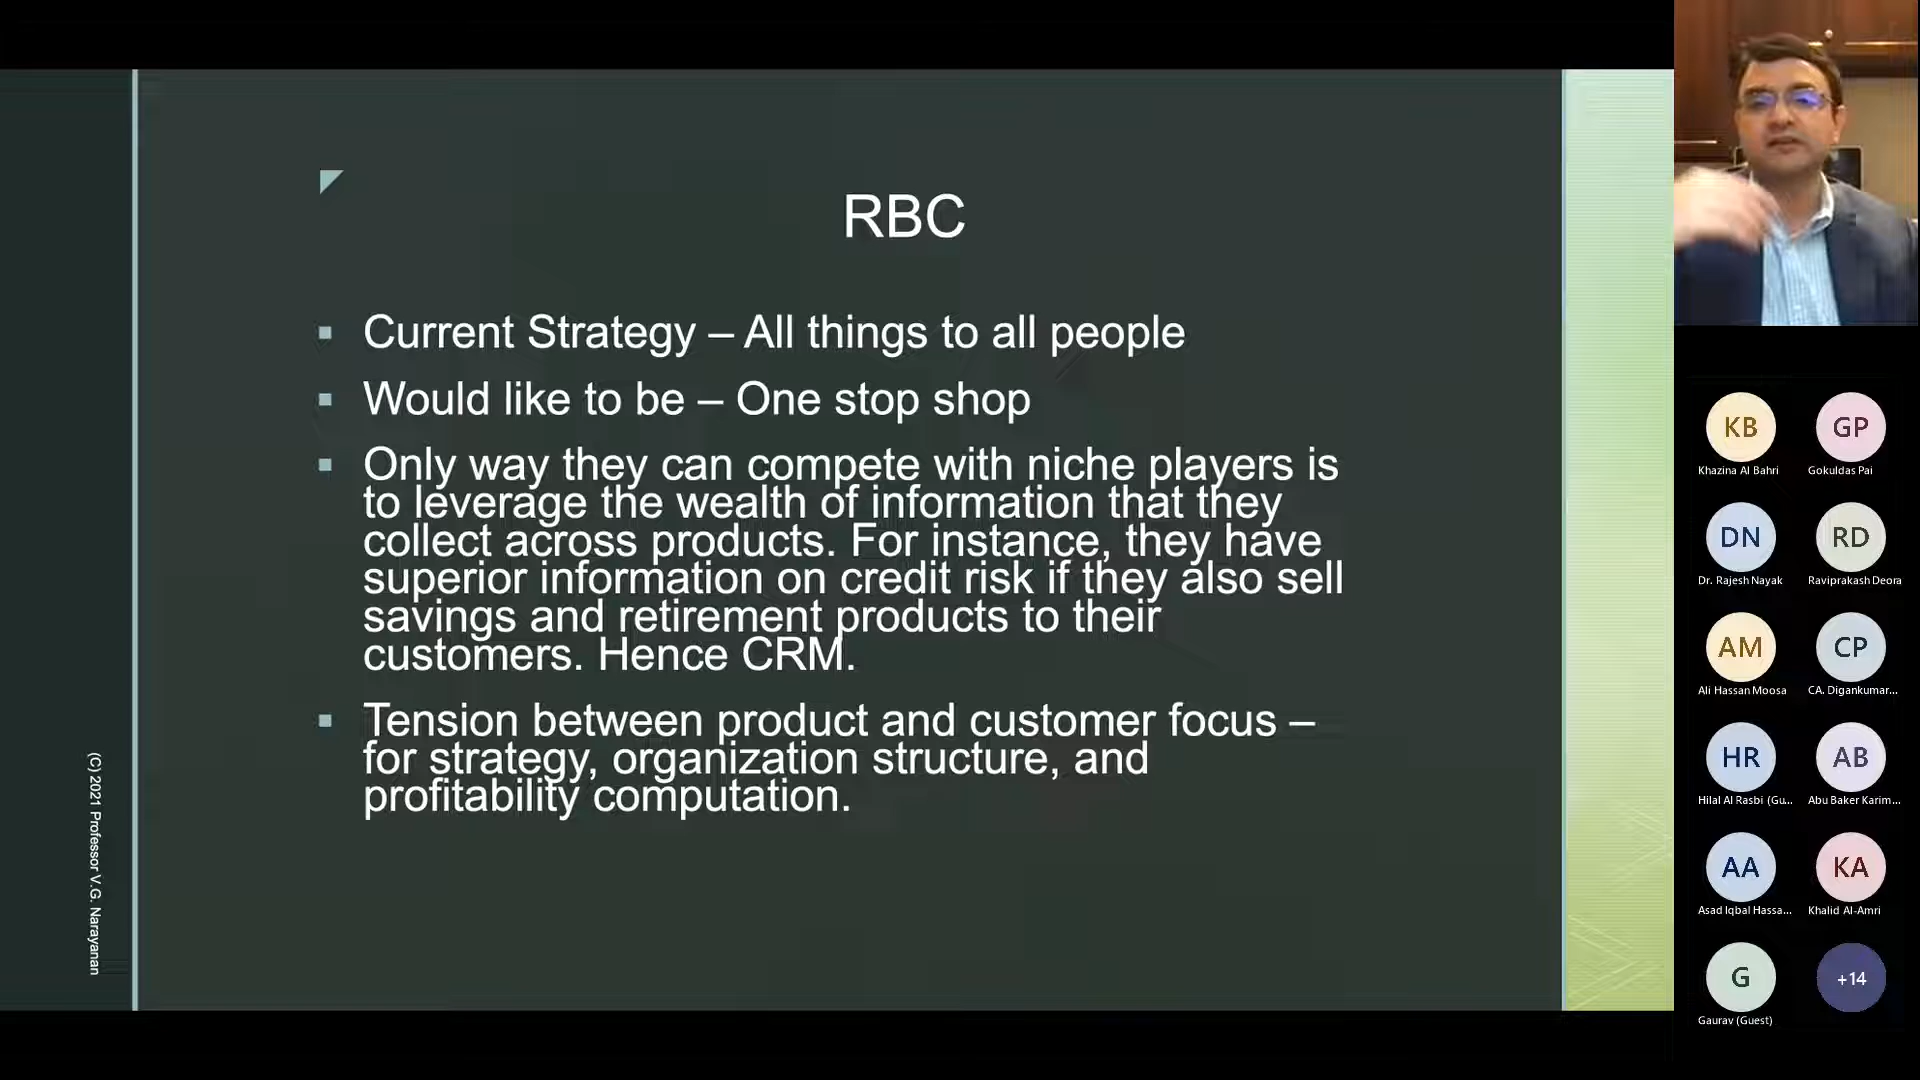 RBC
Current Strategy – All things to all people
Would like to be – One stop shop
Only way they can compete with niche players is
to leverage the wealth of information that they
collect across products. For instance, they have
superior information on credit risk if they also sell
savings and retirement products to their
customers. Hence CRM.
Tension between product and customer focus –
for strategy, organization structure, and
profitability computation.
(C) 2021 Professor V.G. Narayanan
KB
Khazina Al Bahri
GP
Gokuldas Pai
DN
Dr. Rajesh Nayak
RD
Raviprakash Deora
AM
Ali Hassan Moosa
CP
CA. Digankumar...
HR
Hilal Al Rasbi (Gu...
AB
Abu Baker Karim...
AA
Asad Iqbal Hassa...
KA
Khalid Al-Amri
G
Gaurav (Guest)
+14